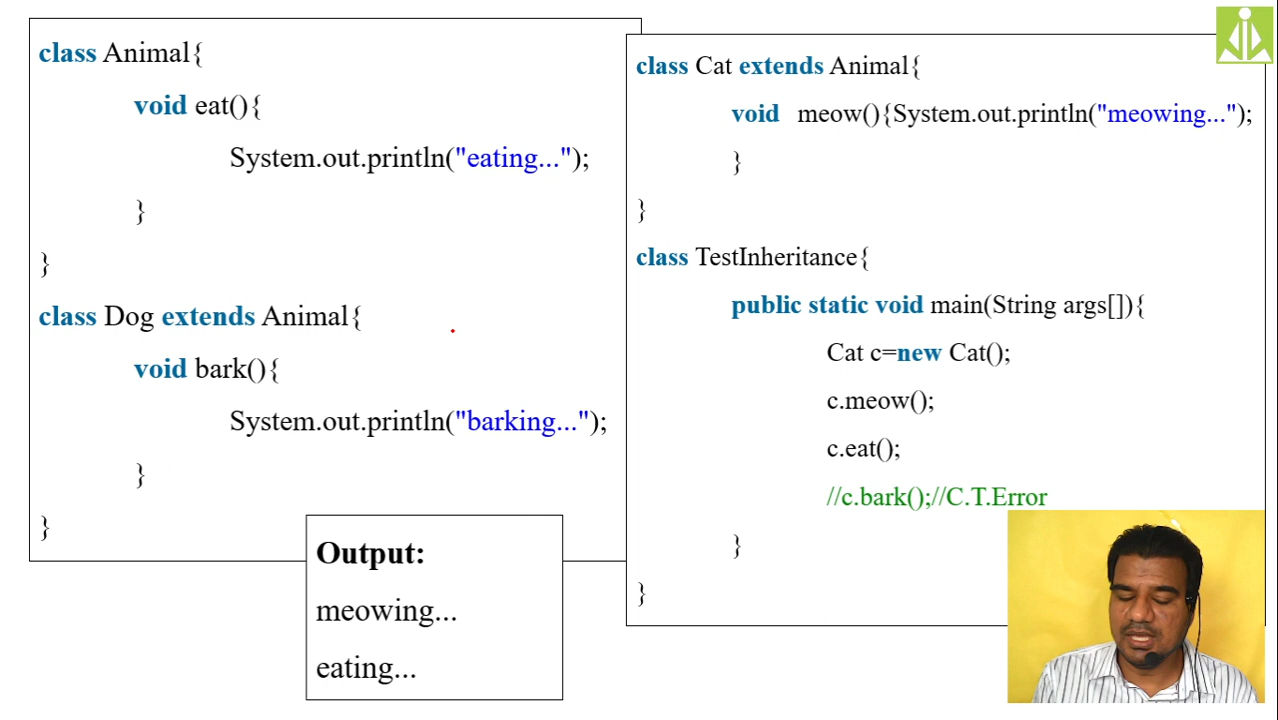 class Animal{
void eat(){
System.out.println("eating...");
}
}
class Dog extends Animal{
void bark(){
System.out.println("barking...");
}
}
Output:
meowing...
eating...
class Cat extends Animal{
void meow(){System.out.println("meowing...");
}
}
class TestInheritance{
public static void main(String args[]){
Cat c=new Cat();
c.meow();
c.eat();
//c.bark();//C.T.Error
}
}